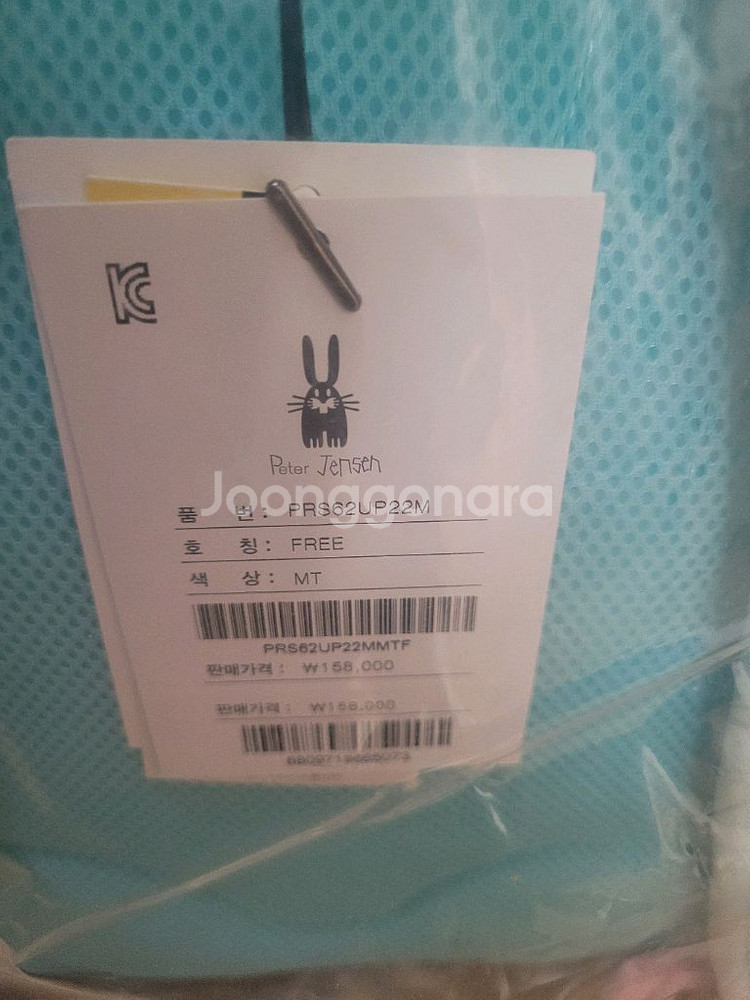 KC
Peter Jensen
Joonggonara
품 번: PRS62UP22M
호 칭: FREE
색 상: MT
PRS62UP22MMTF
판매가격: ₩158,000
판매가격: ₩158,000